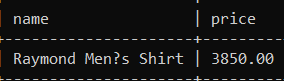 | name | price
+---------------------+---------
| Raymond Men?s Shirt | 3850.00